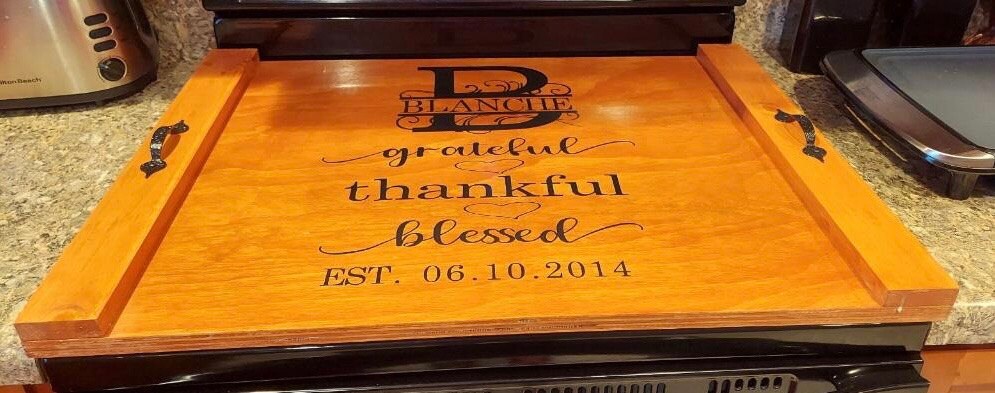 B
BLANCHE
grateful
thankful
blessed
EST. 06.10.2014